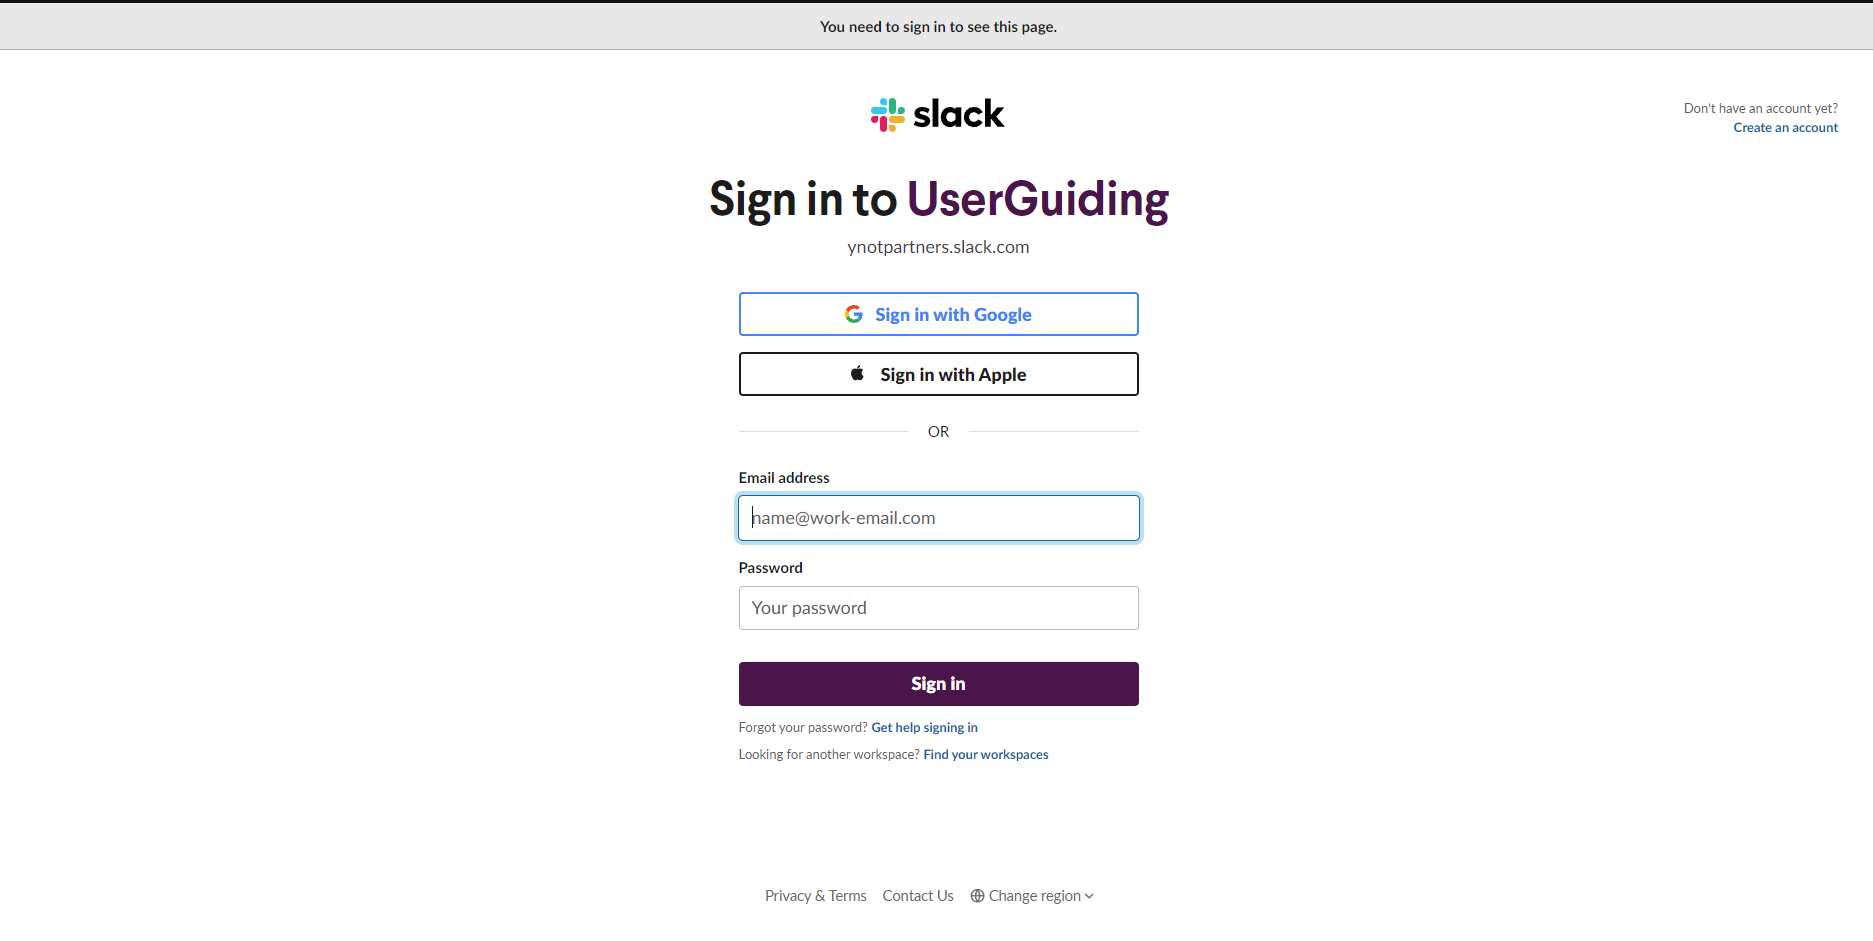 You need to sign in to see this page.
slack
Don't have an account yet?
Create an account
Sign in to UserGuiding
ynotpartners.slack.com
Sign in with Google
Sign in with Apple
OR
Email address
name@work-email.com
Password
Your password
Sign in
Forgot your password? Get help signing in
Looking for another workspace? Find your workspaces
Privacy & Terms Contact Us Change region